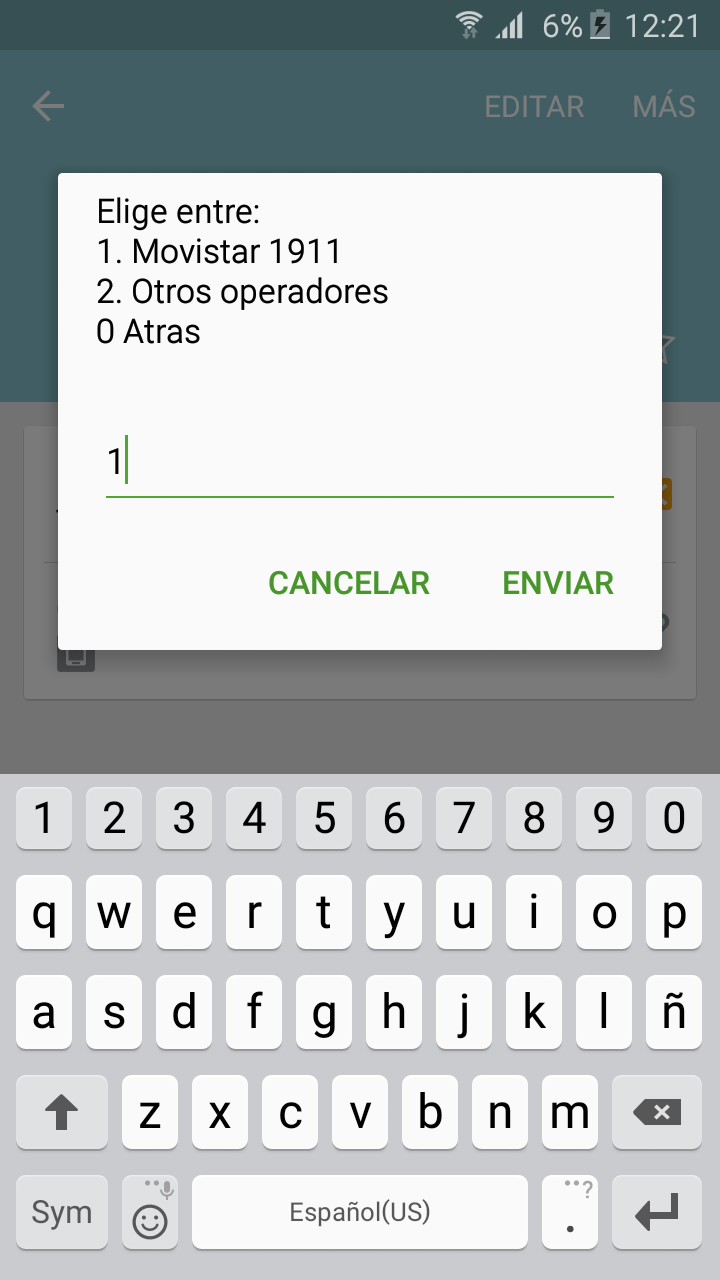 6% 12:21
EDITAR MÁS
Elige entre:
1. Movistar 1911
2. Otros operadores
0 Atras
1
CANCELAR ENVIAR
1 2 3 4 5 6 7 8 9 0
q w e r t y u i o p
a s d f g h j k l ñ
z x c v b n m
Sym Español(US) . ?